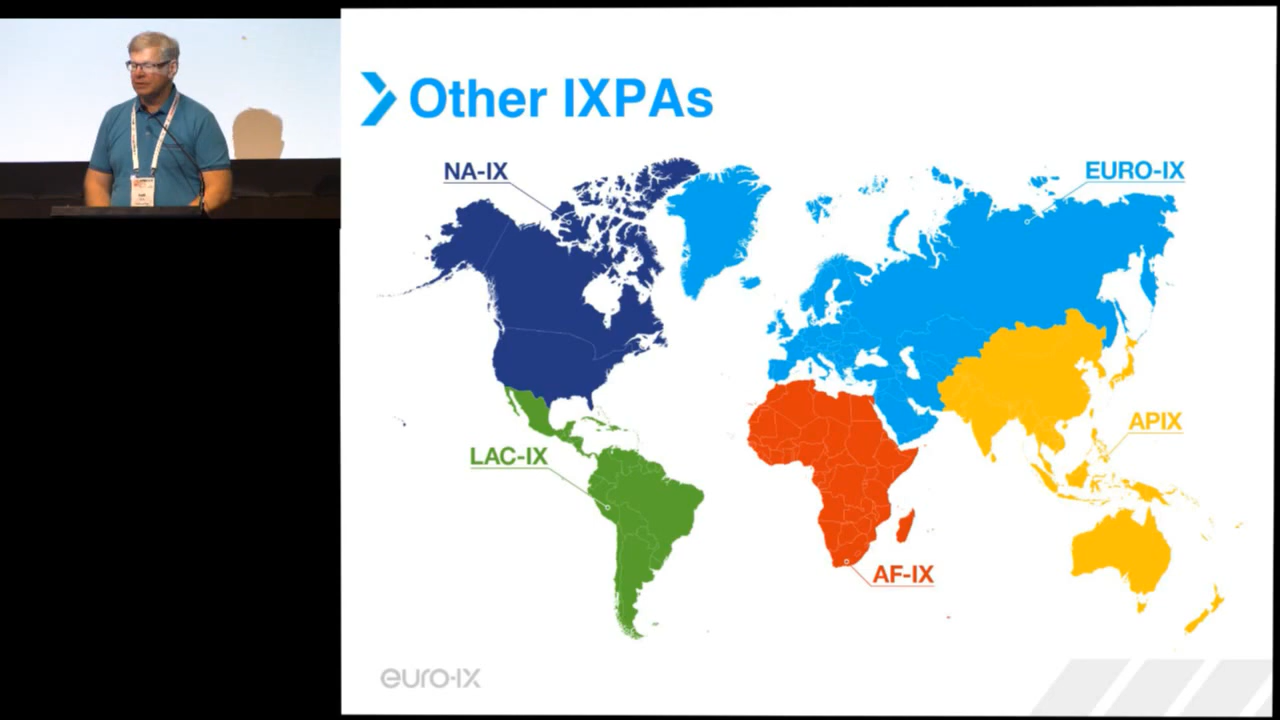 Other IXPAs
NA-IX
EURO-IX
APIX
LAC-IX
AF-IX
euro-ix